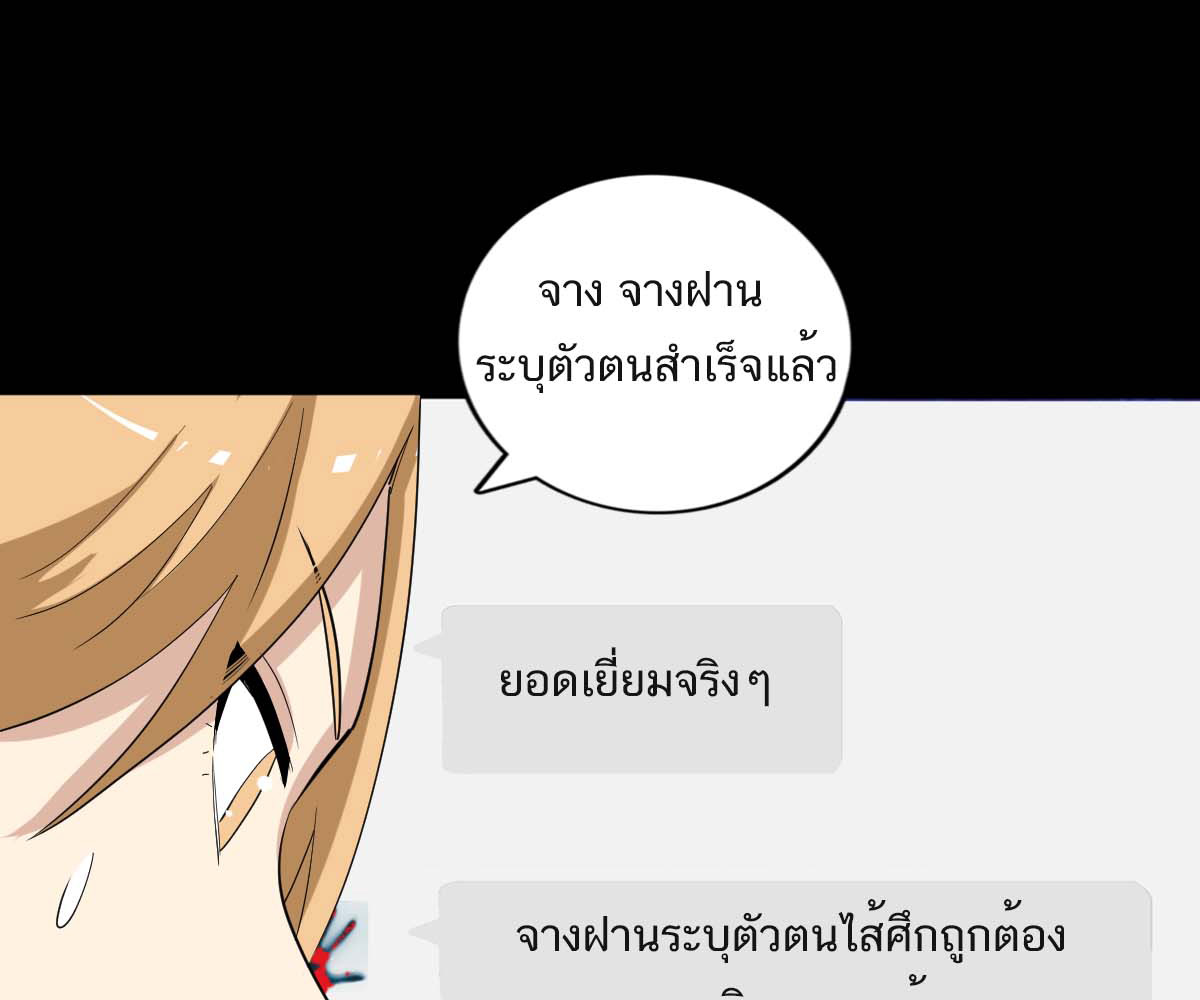 จาง จางฝาน
ระบุตัวตนสำเร็จแล้ว
ยอดเยี่ยมจริงๆ
จางฝานระบุตัวตนไส้ศึกถูกต้อง